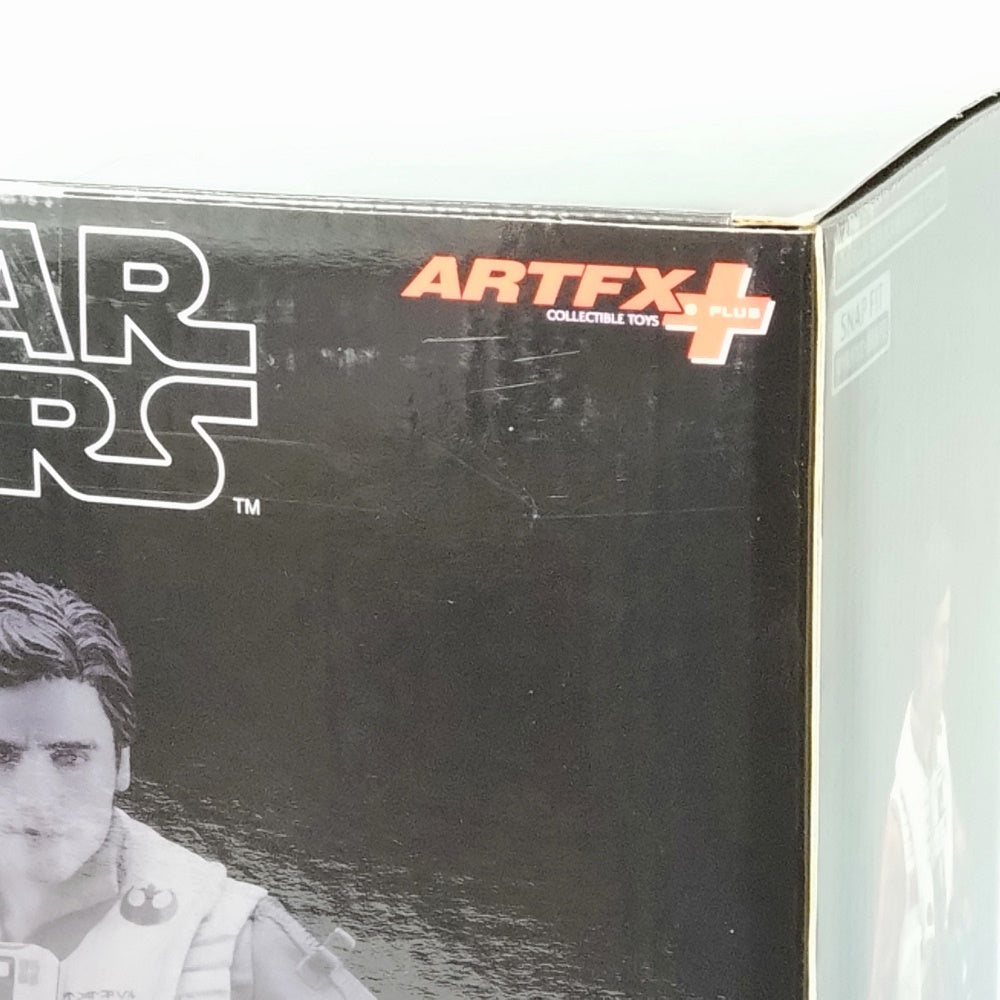 AR
RS
TM
ARTFX
PLUS
COLLECTIBLE TOYS
SNAP FIT